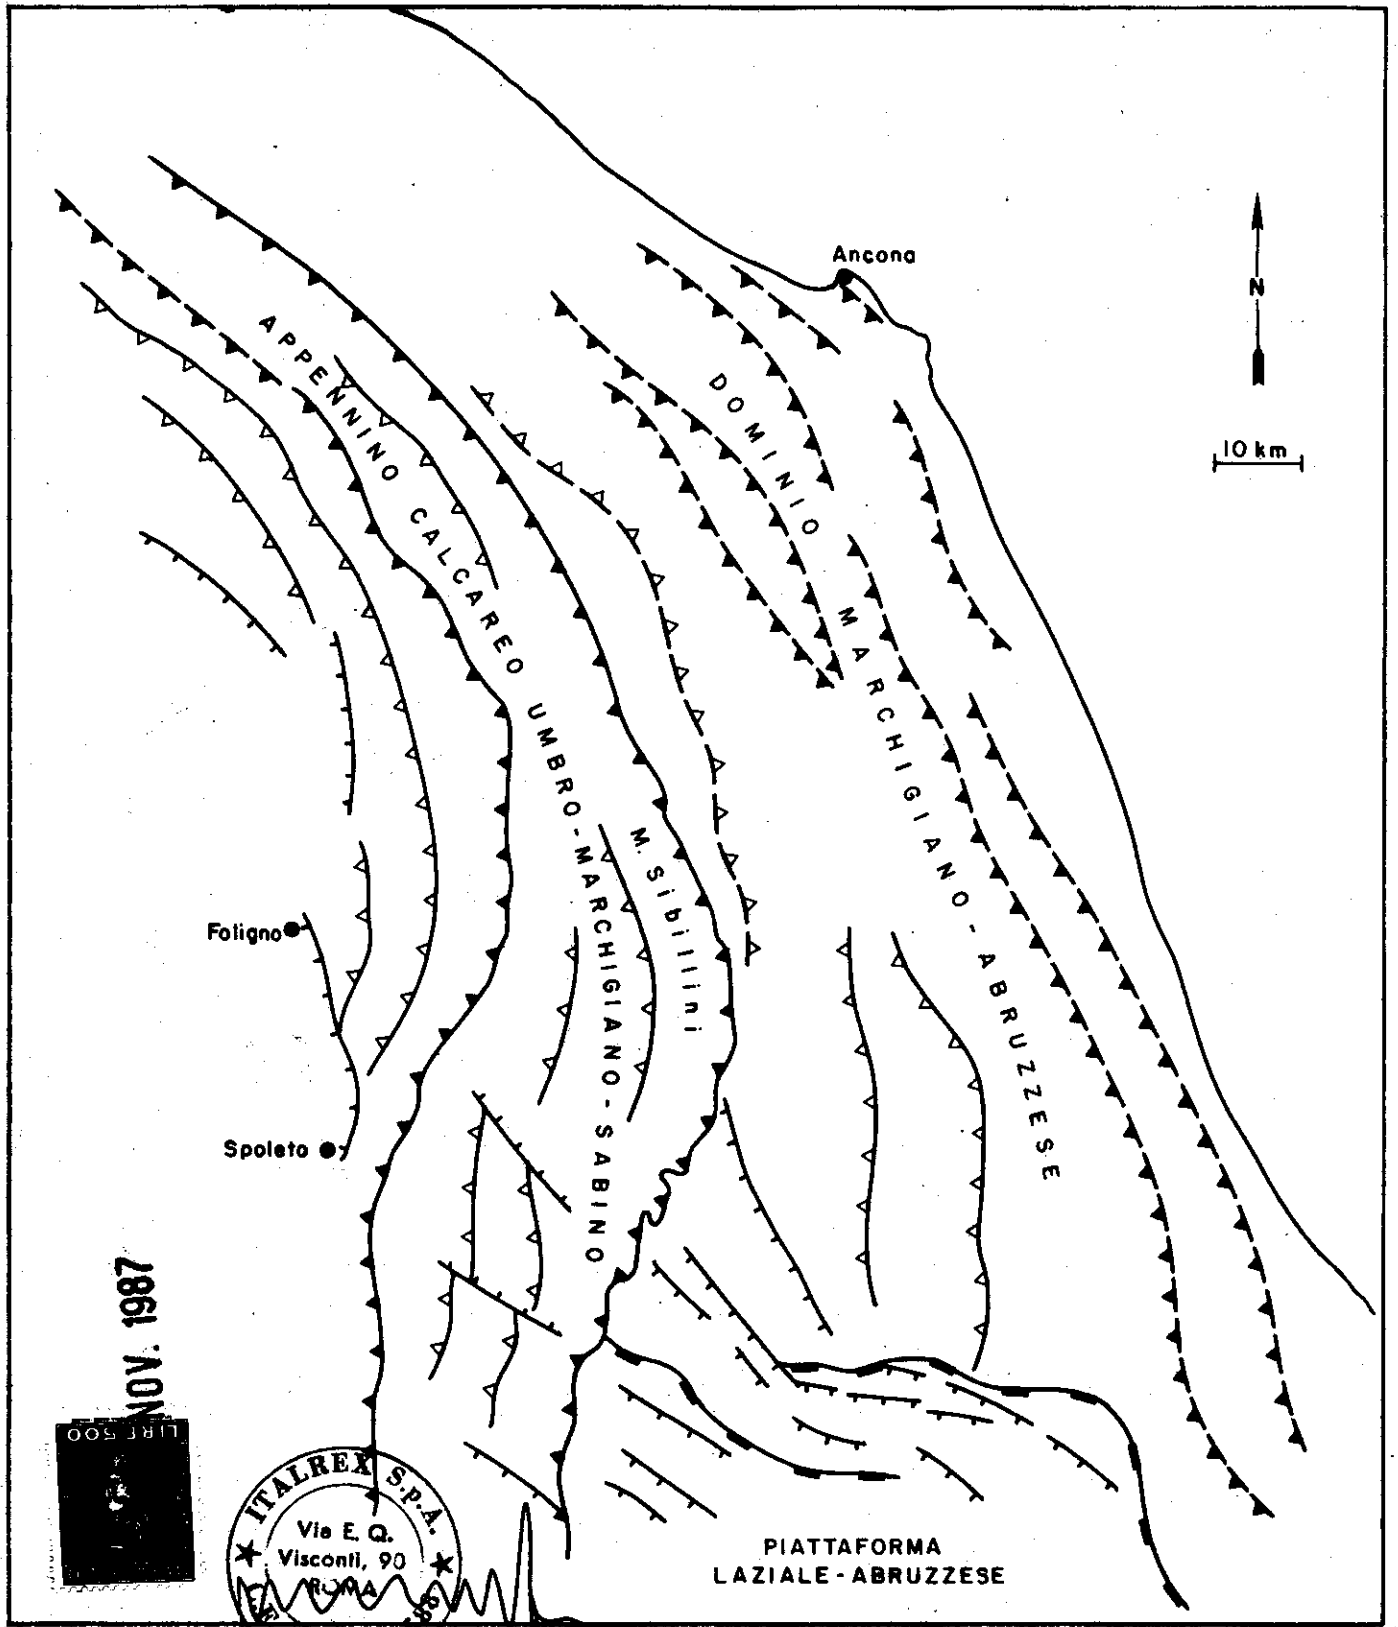 Ancona
N
10 km
APPENNINO CALCAREO UMBRO-MARCHIGIANO-SABINO
DOMINIO MARCHIGIANO-ABRUZZESE
M. Sibillini
Foligno
Spoleto
NOV. 1987
LIRE 500
ITALREX S.p.A.
Via E. Q.
Visconti, 90
ROMA
PIATTAFORMA
LAZIALE-ABRUZZESE